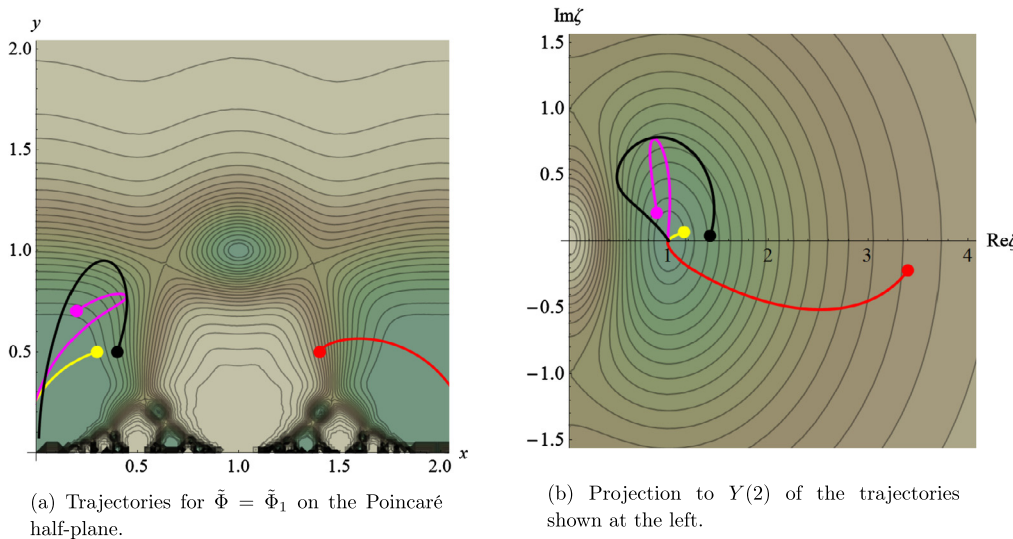 y
2.0
1.5
1.0
0.5
0.5
1.0
1.5
2.0
x
(a) Trajectories for Φ̃ = Φ̃₁ on the Poincaré
half-plane.
Imζ
1.5
1.0
0.5
1
2
3
4
Reζ
−0.5
−1.0
−1.5
(b) Projection to Y(2) of the trajectories
shown at the left.